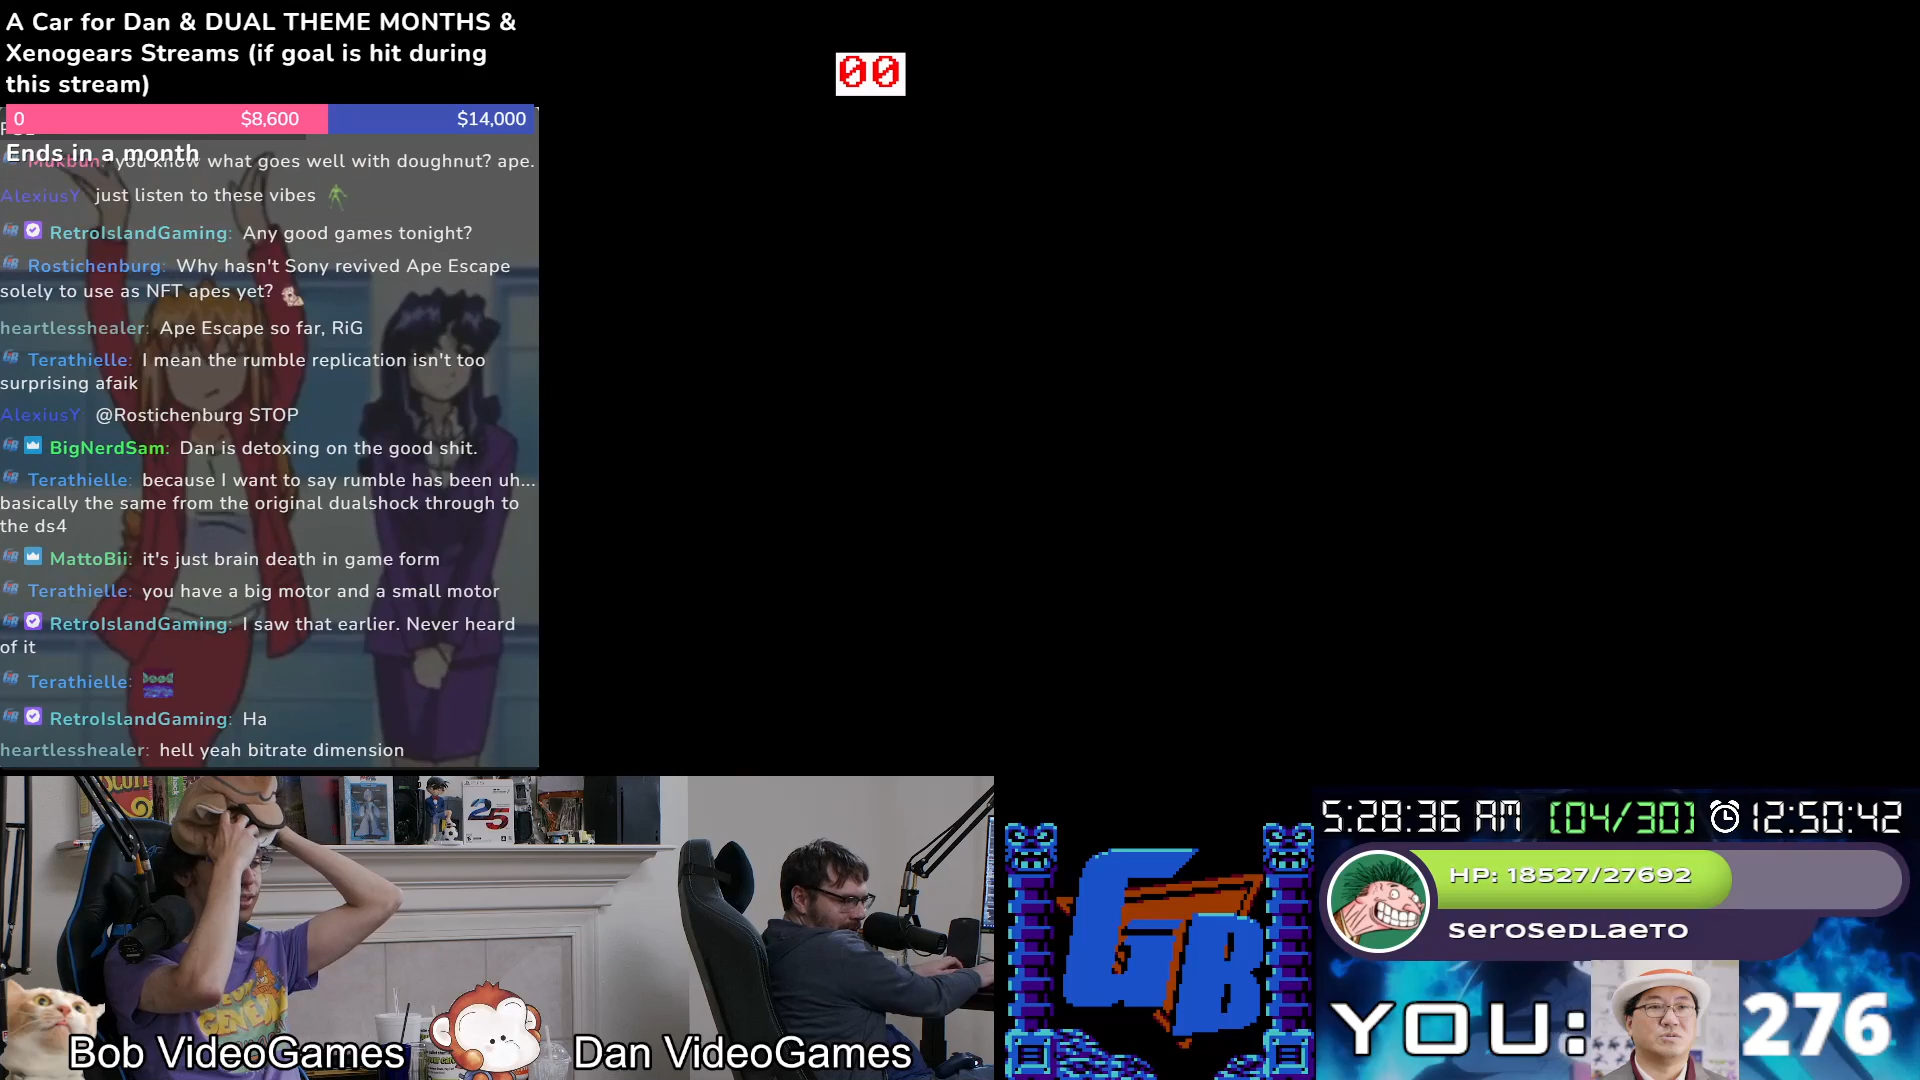 A Car for Dan & DUAL THEME MONTHS &
Xenogears Streams (if goal is hit during
this stream)
0 $8,600 $14,000
Ends in a month
Mukbun: you know what goes well with doughnut? ape.
AlexiusY: just listen to these vibes
RetroIslandGaming: Any good games tonight?
Rostichenburg: Why hasn't Sony revived Ape Escape
solely to use as NFT apes yet?
heartlesshealer: Ape Escape so far, RiG
Terathielle: I mean the rumble replication isn't too
surprising afaik
AlexiusY: @Rostichenburg STOP
BigNerdSam: Dan is detoxing on the good shit.
Terathielle: because I want to say rumble has been uh...
basically the same from the original dualshock through to
the ds4
MattoBii: it's just brain death in game form
Terathielle: you have a big motor and a small motor
RetroIslandGaming: I saw that earlier. Never heard
of it
Terathielle:
RetroIslandGaming: Ha
heartlesshealer: hell yeah bitrate dimension
00
25
Bob VideoGames
Dan VideoGames
GB
5:28:36 AM [04/30] 12:50:42
HP: 18527/27692
SeroSedLaeto
YOU: 276